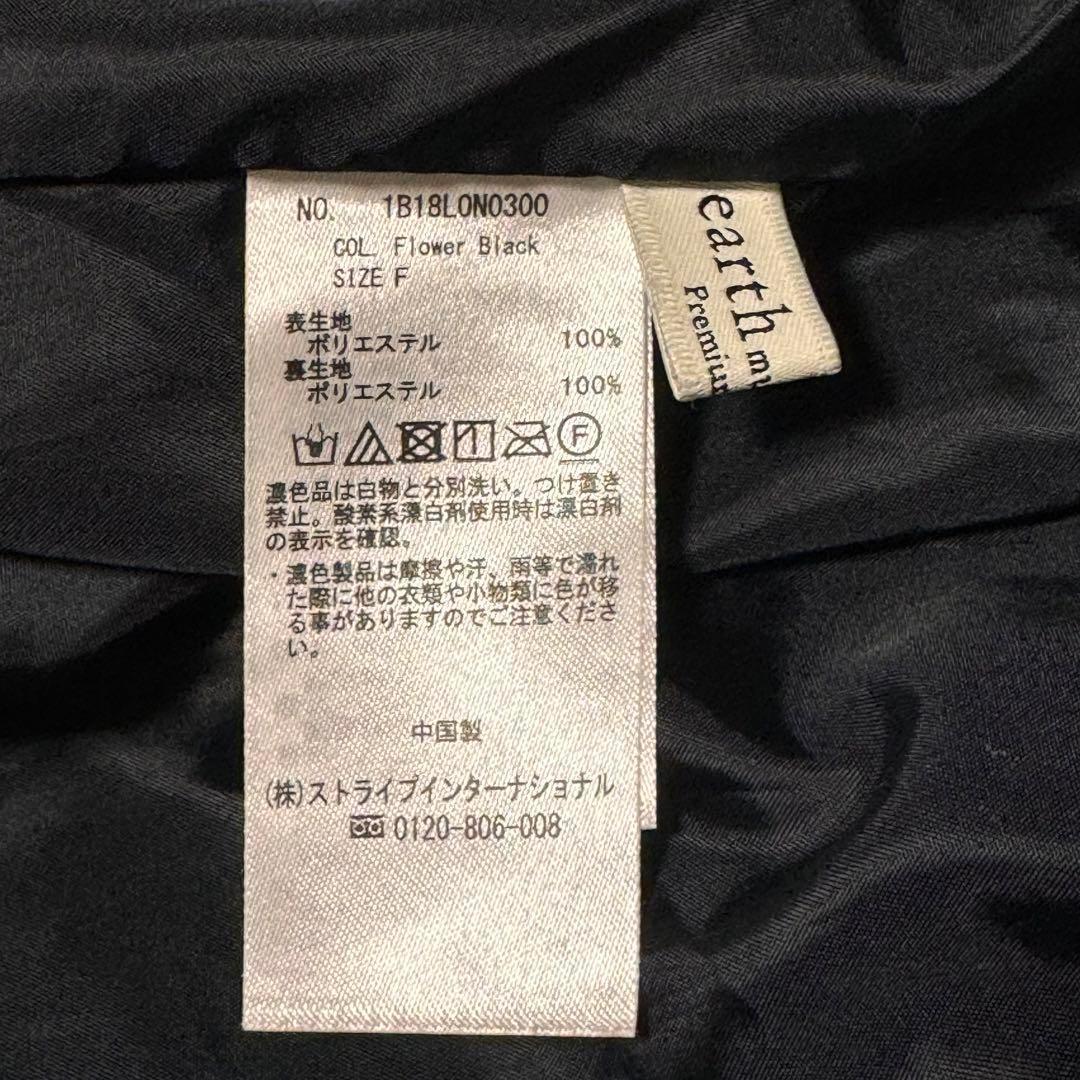 NO. 1B18L0N0300
COL. Flower Black
SIZE F
表生地
ポリエステル 100%
裏生地
ポリエステル 100%
F
濃色品は白物と分別洗い。つけ置き
禁止。酸素系漂白剤使用時は漂白剤
の表示を確認。
・濃色製品は摩擦や汗、雨等で濡れ
た際に他の衣類や小物類に色が移
る事がありますのでご注意くださ
い。
中国製
(株)ストライプインターナショナル
0120-806-008
earth
Premium